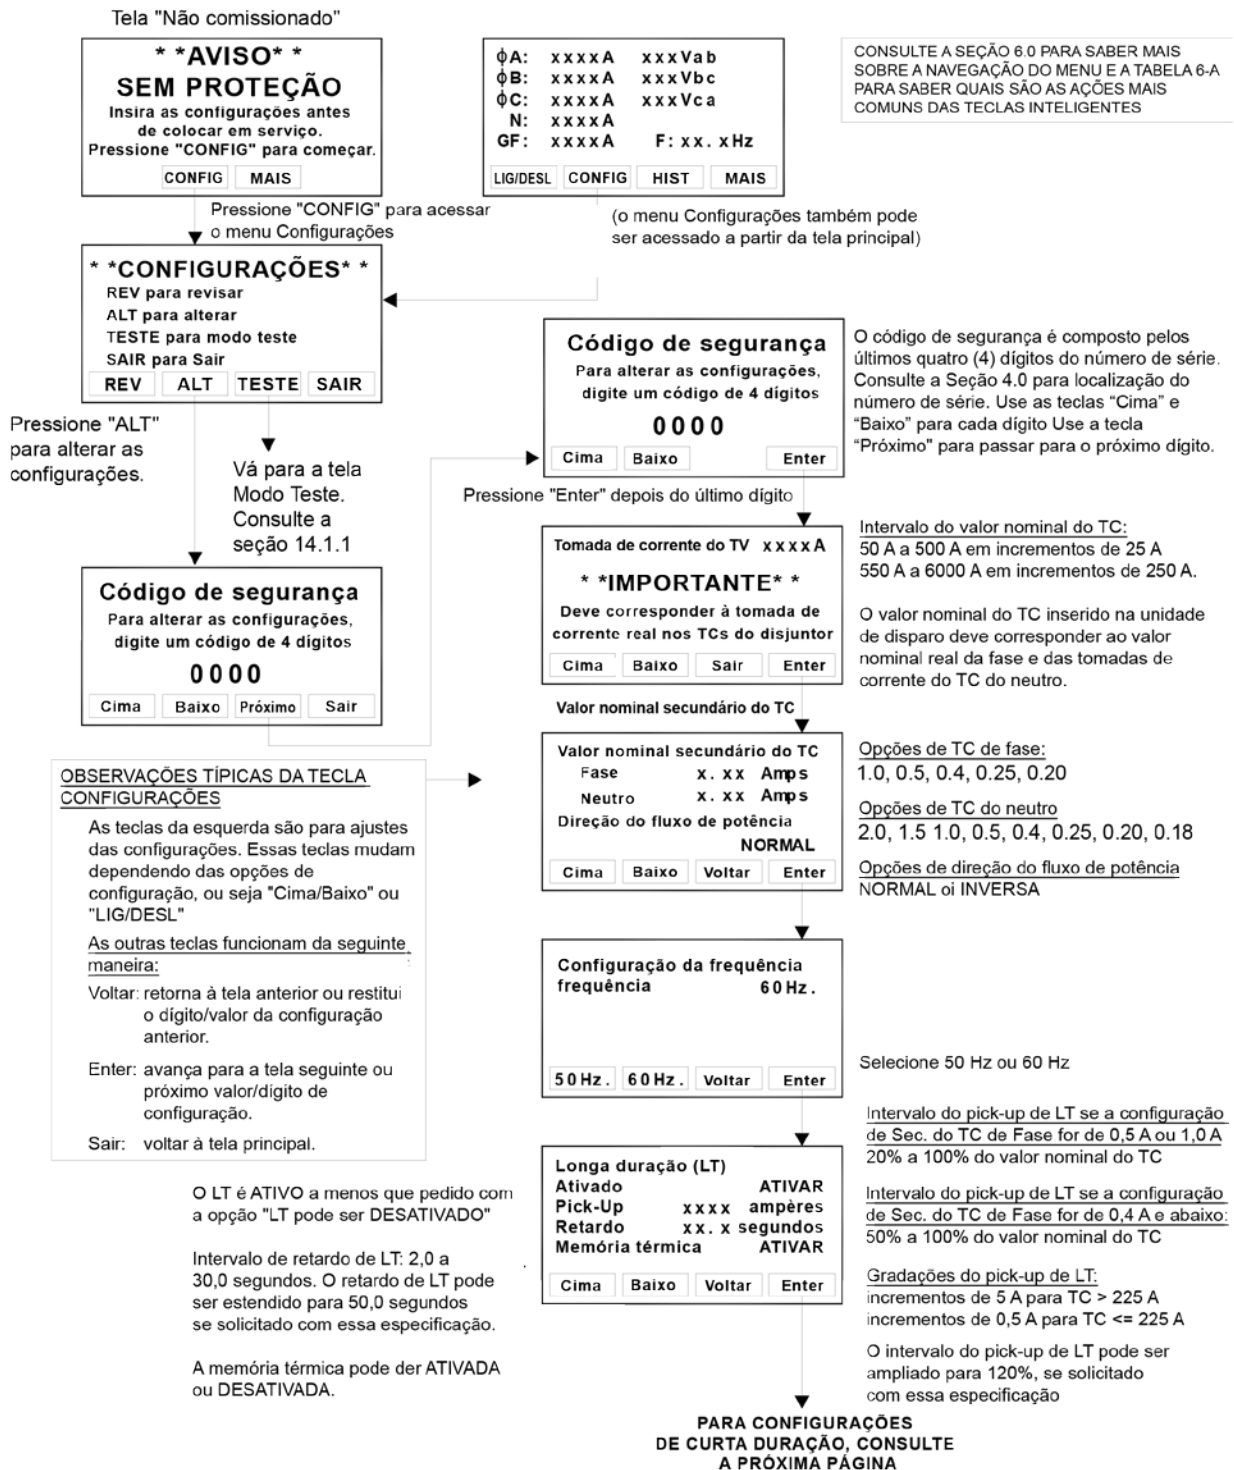 Tela "Não comissionado"
* *AVISO* *
SEM PROTEÇÃO
Insira as configurações antes
de colocar em serviço.
Pressione "CONFIG" para começar.
CONFIG MAIS
ϕA: xxxxA xxxVab
ϕB: xxxxA xxxVbc
ϕC: xxxxA xxxVca
N: xxxxA
GF: xxxxA F: xx.xHz
LIG/DESL CONFIG HIST MAIS
CONSULTE A SEÇÃO 6.0 PARA SABER MAIS
SOBRE A NAVEGAÇÃO DO MENU E A TABELA 6-A
PARA SABER QUAIS SÃO AS AÇÕES MAIS
COMUNS DAS TECLAS INTELIGENTES
Pressione "CONFIG" para acessar
o menu Configurações
(o menu Configurações também pode
ser acessado a partir da tela principal)
* *CONFIGURAÇÕES* *
REV para revisar
ALT para alterar
TESTE para modo teste
SAIR para Sair
REV ALT TESTE SAIR
Pressione "ALT"
para alterar as
configurações.
Vá para a tela
Modo Teste.
Consulte a
seção 14.1.1
Código de segurança
Para alterar as configurações,
digite um código de 4 dígitos
0000
Cima Baixo Próximo Sair
Código de segurança
Para alterar as configurações,
digite um código de 4 dígitos
0000
Cima Baixo Enter
O código de segurança é composto pelos
últimos quatro (4) dígitos do número de série.
Consulte a Seção 4.0 para localização do
número de série. Use as teclas “Cima” e
“Baixo” para cada dígito Use a tecla
“Próximo" para passar para o próximo dígito.
Pressione "Enter" depois do último dígito
Tomada de corrente do TV xxxxA
* *IMPORTANTE* *
Deve corresponder à tomada de
corrente real nos TCs do disjuntor
Cima Baixo Sair Enter
Intervalo do valor nominal do TC:
50 A a 500 A em incrementos de 25 A
550 A a 6000 A em incrementos de 250 A.
O valor nominal do TC inserido na unidade
de disparo deve corresponder ao valor
nominal real da fase e das tomadas de
corrente do TC do neutro.
Valor nominal secundário do TC
Valor nominal secundário do TC
Fase x.xx Amps
Neutro x.xx Amps
Direção do fluxo de potência
NORMAL
Cima Baixo Voltar Enter
Opções de TC de fase:
1.0, 0.5, 0.4, 0.25, 0.20
Opções de TC do neutro
2.0, 1.5 1.0, 0.5, 0.4, 0.25, 0.20, 0.18
Opções de direção do fluxo de potência
NORMAL oi INVERSA
OBSERVAÇÕES TÍPICAS DA TECLA
CONFIGURAÇÕES
As teclas da esquerda são para ajustes
das configurações. Essas teclas mudam
dependendo das opções de
configuração, ou seja "Cima/Baixo" ou
"LIG/DESL"
As outras teclas funcionam da seguinte
maneira:
Voltar: retorna à tela anterior ou restitui
o dígito/valor da configuração
anterior.
Enter: avança para a tela seguinte ou
próximo valor/dígito de
configuração.
Sair: voltar à tela principal.
Configuração da frequência
frequência 60Hz.
50Hz. 60Hz. Voltar Enter
Selecione 50 Hz ou 60 Hz
Longa duração (LT)
Ativado ATIVAR
Pick-Up xxxx ampères
Retardo xx.x segundos
Memória térmica ATIVAR
Cima Baixo Voltar Enter
O LT é ATIVO a menos que pedido com
a opção "LT pode ser DESATIVADO"
Intervalo de retardo de LT: 2,0 a
30,0 segundos. O retardo de LT pode
ser estendido para 50,0 segundos
se solicitado com essa especificação.
A memória térmica pode der ATIVADA
ou DESATIVADA.
Intervalo do pick-up de LT se a configuração
de Sec. do TC de Fase for de 0,5 A ou 1,0 A
20% a 100% do valor nominal do TC
Intervalo do pick-up de LT se a configuração
de Sec. do TC de Fase for de 0,4 A e abaixo:
50% a 100% do valor nominal do TC
Gradações do pick-up de LT:
incrementos de 5 A para TC > 225 A
incrementos de 0,5 A para TC <= 225 A
O intervalo do pick-up de LT pode ser
ampliado para 120%, se solicitado
com essa especificação
PARA CONFIGURAÇÕES
DE CURTA DURAÇÃO, CONSULTE
A PRÓXIMA PÁGINA